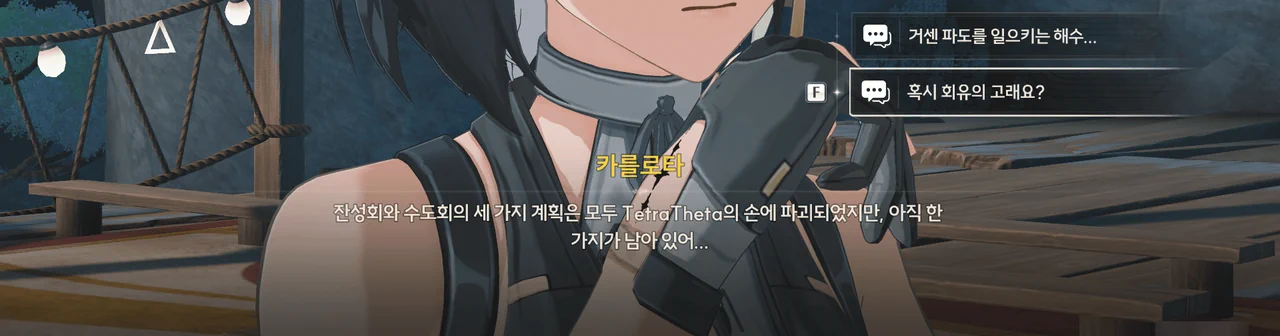 거센 파도를 일으키는 해수...
F
혹시 회유의 고래요?
카를로타
잔성회와 수도회의 세 가지 계획은 모두 TetraTheta의 손에 파괴되었지만, 아직 한
가지가 남아 있어...